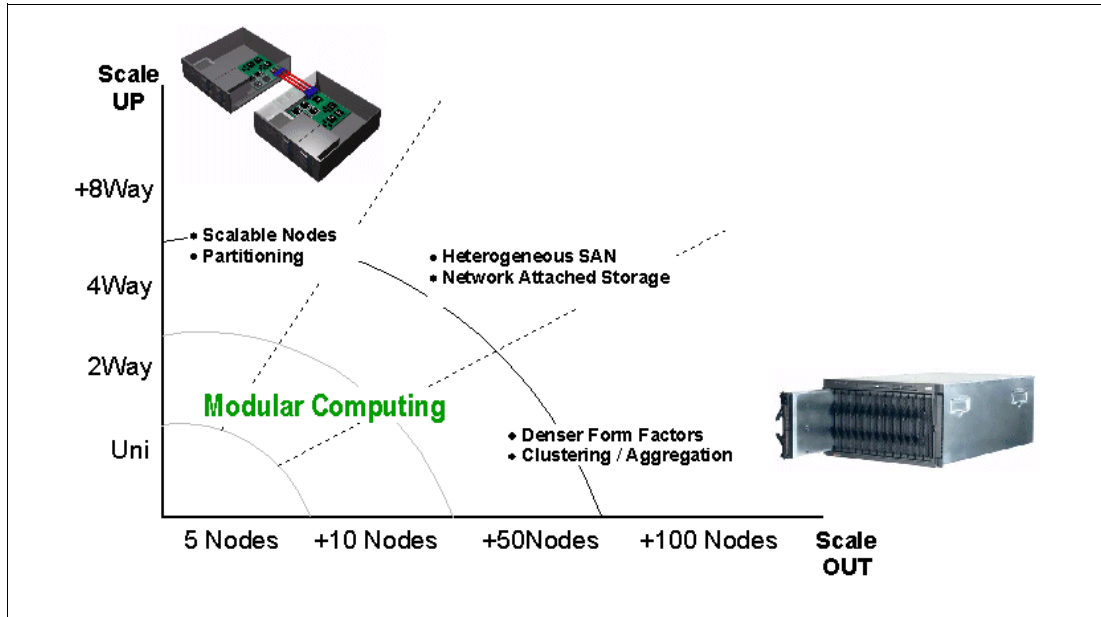 Scale
UP
+8Way
• Scalable Nodes
• Partitioning
• Heterogeneous SAN
• Network Attached Storage
4Way
2Way
Modular Computing
Uni
• Denser Form Factors
• Clustering / Aggregation
5 Nodes
+10 Nodes
+50Nodes
+100 Nodes
Scale
OUT